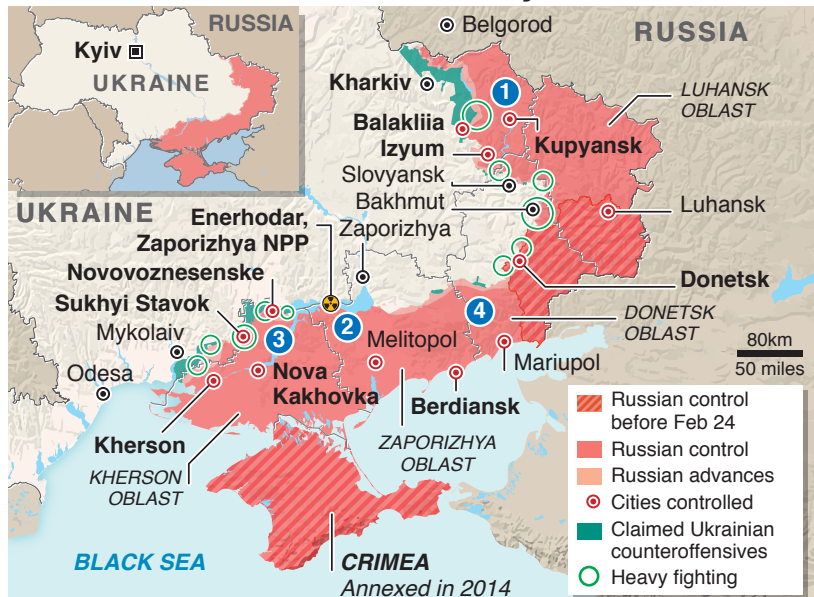 RUSSIA
Kyiv
UKRAINE
Belgorod
RUSSIA
Kharkiv
1
LUHANSK
OBLAST
Balakliia
Izyum
Kupyansk
Slovyansk
Bakhmut
Luhansk
UKRAINE
Enerhodar,
Zaporizhya NPP
Zaporizhya
Novovoznesenske
Donetsk
Sukhyi Stavok
Mykolaiv
2
4
DONETSK
OBLAST
3
Melitopol
80km
50 miles
Odesa
Nova
Kakhovka
Mariupol
Berdiansk
Kherson
KHERSON
OBLAST
ZAPORIZHYA
OBLAST
Russian control
before Feb 24
Russian control
Russian advances
Cities controlled
Claimed Ukrainian
counteroffensives
Heavy fighting
BLACK SEA
CRIMEA
Annexed in 2014